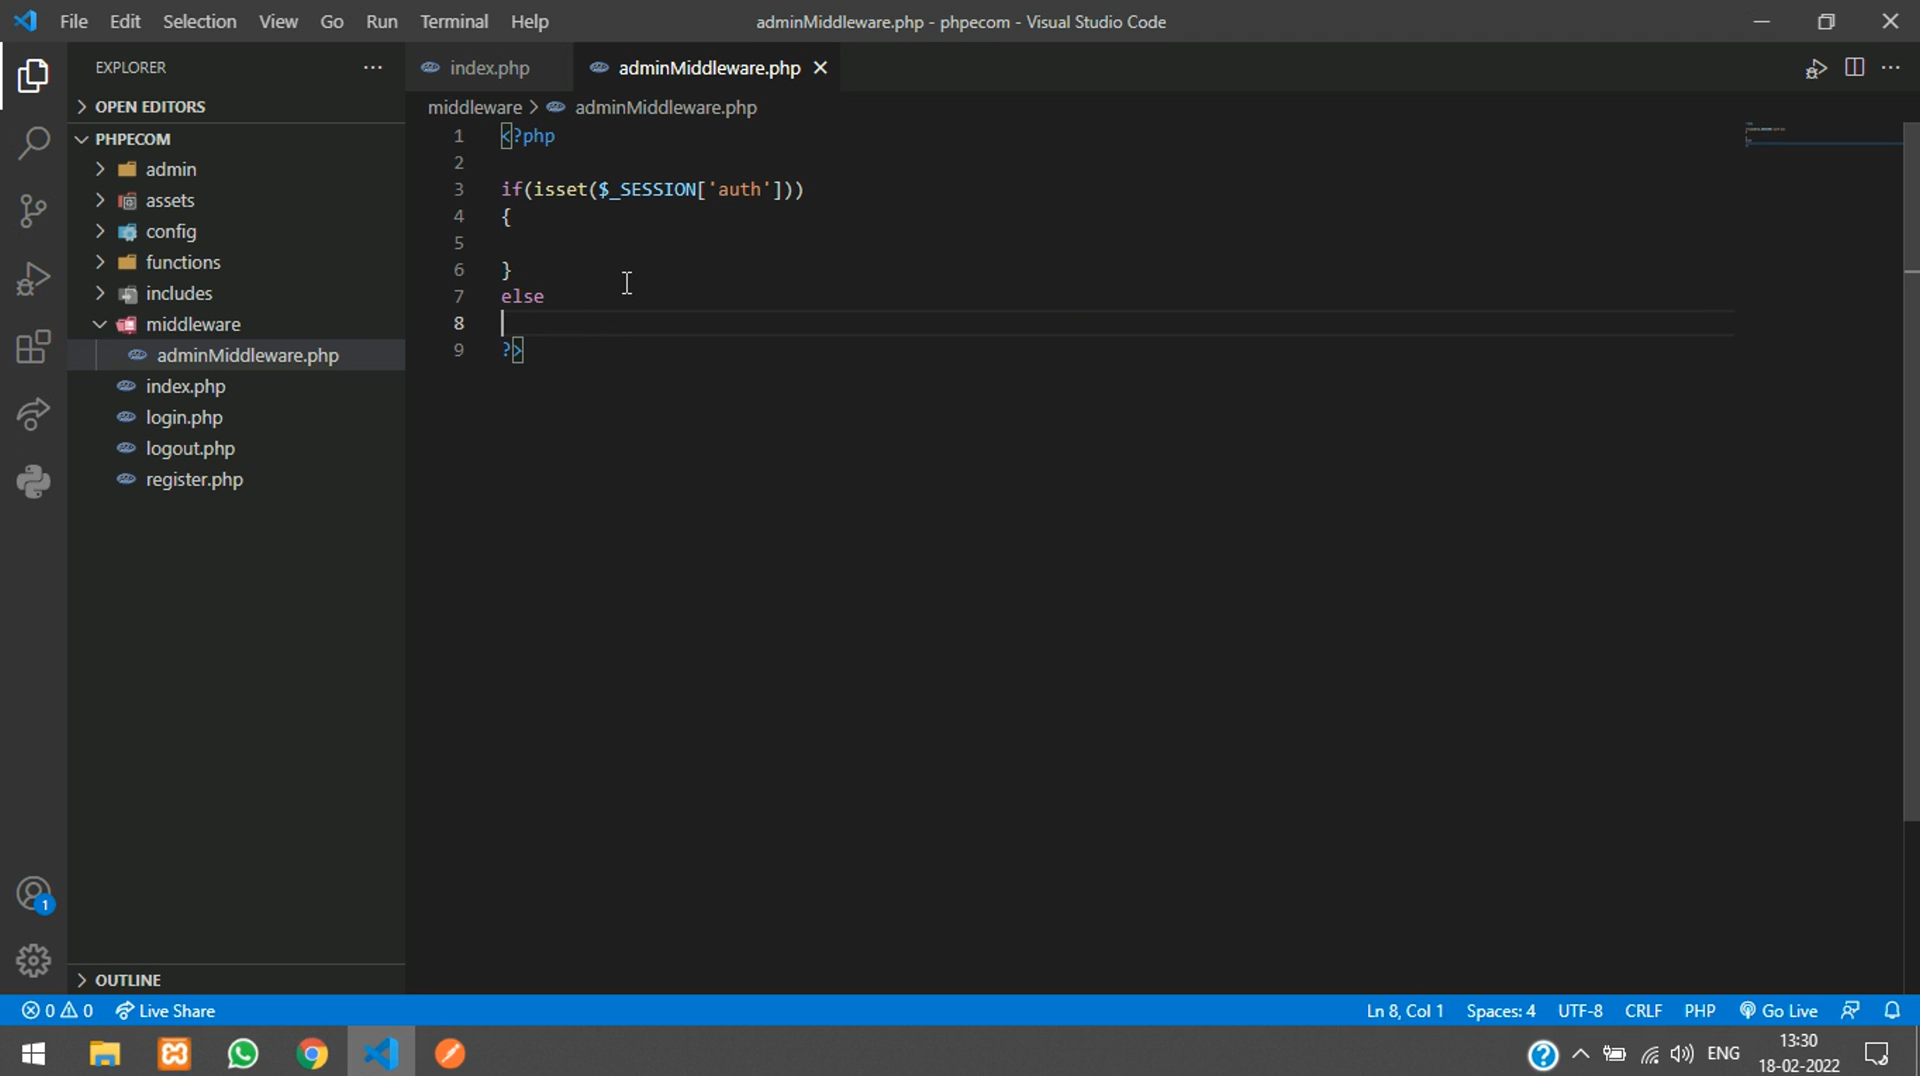 File Edit Selection View Go Run Terminal Help
adminMiddleware.php - phpecom - Visual Studio Code
EXPLORER
OPEN EDITORS
PHPECOM
admin
assets
config
functions
includes
middleware
adminMiddleware.php
index.php
login.php
logout.php
register.php
OUTLINE
index.php
adminMiddleware.php
middleware > adminMiddleware.php
1 <?php
2
3 if(isset($_SESSION['auth']))
4 {
5
6 }
7 else
8
9 ?>
1
0 0 Live Share
Ln 8, Col 1 Spaces: 4 UTF-8 CRLF PHP Go Live
ENG
13:30
18-02-2022